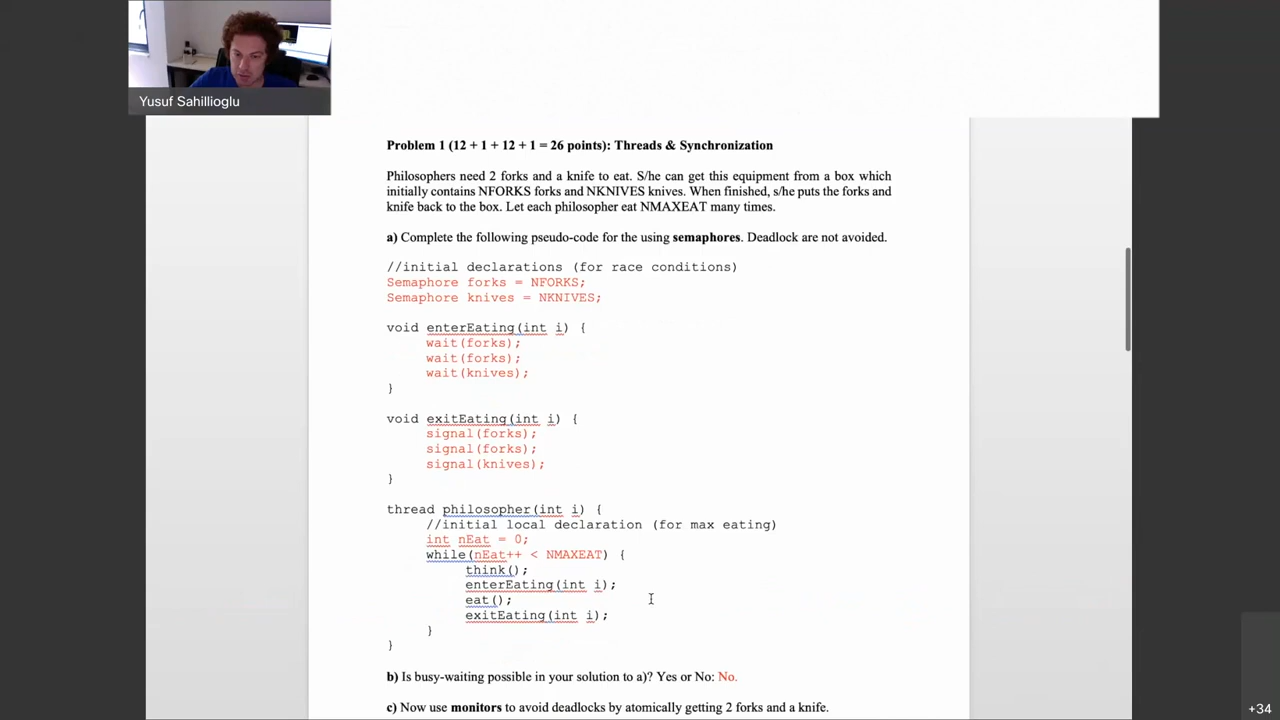 Yusuf Sahillioglu
Problem 1 (12 + 1 + 12 + 1 = 26 points): Threads & Synchronization
Philosophers need 2 forks and a knife to eat. S/he can get this equipment from a box which
initially contains NFORKS forks and NKNIVES knives. When finished, s/he puts the forks and
knife back to the box. Let each philosopher eat NMAXEAT many times.
a) Complete the following pseudo-code for the using semaphores. Deadlock are not avoided.
//initial declarations (for race conditions)
Semaphore forks = NFORKS;
Semaphore knives = NKNIVES;
void enterEating(int i) {
wait(forks);
wait(forks);
wait(knives);
}
void exitEating(int i) {
signal(forks);
signal(forks);
signal(knives);
}
thread philosopher(int i) {
//initial local declaration (for max eating)
int nEat = 0;
while(nEat++ < NMAXEAT) {
think();
enterEating(int i);
eat();
exitEating(int i);
}
}
b) Is busy-waiting possible in your solution to a)? Yes or No: No.
c) Now use monitors to avoid deadlocks by atomically getting 2 forks and a knife.
+34